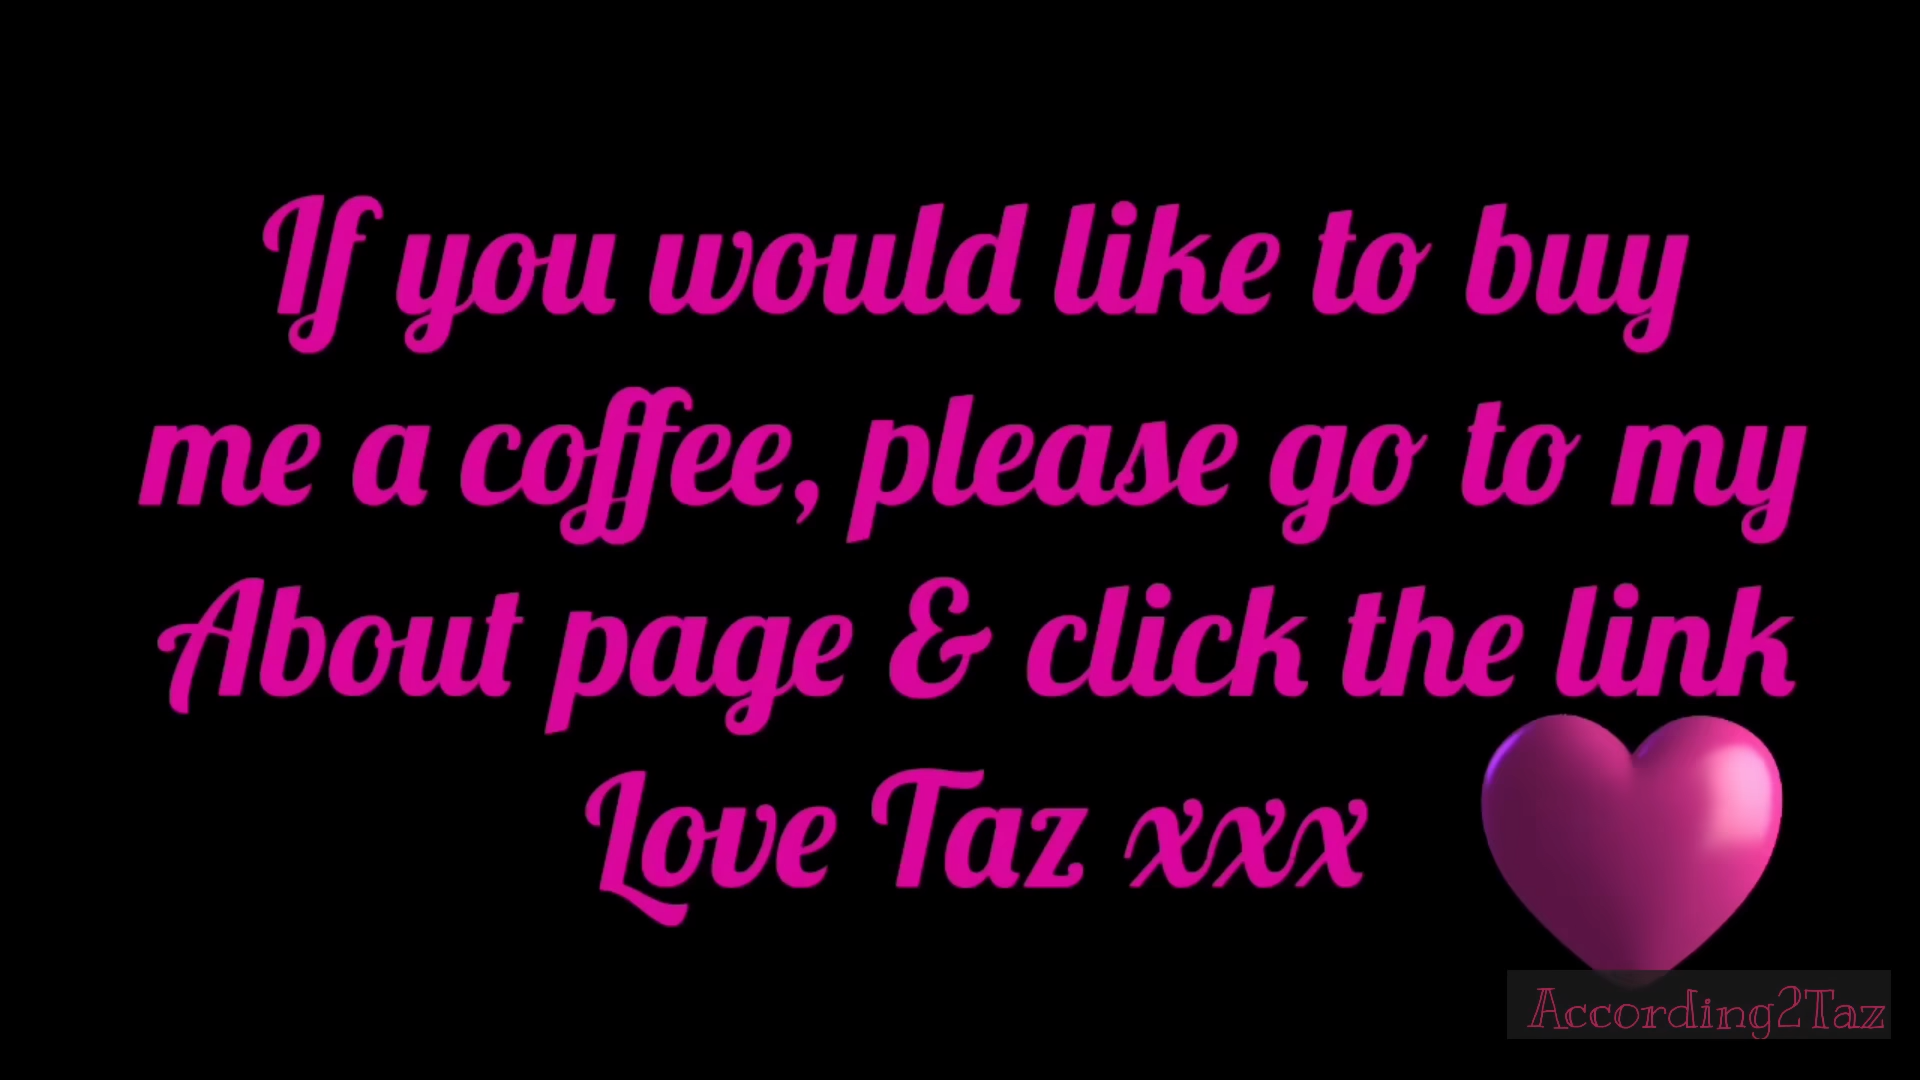 If you would like to buy
me a coffee, please go to my
About page & click the link
Love Taz xxx
According2Taz